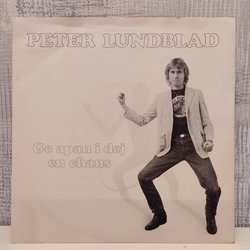 PETER LUNDBLAD
Ge apan i dej
en chans